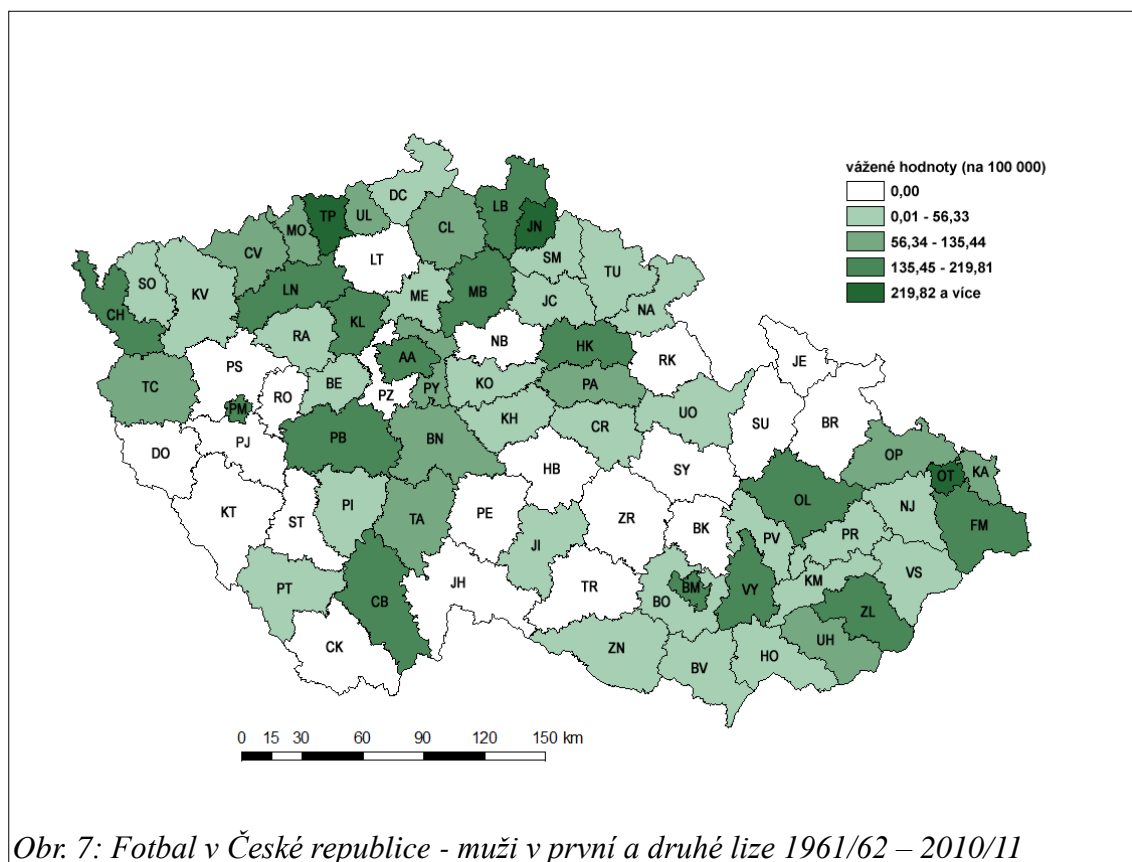 vážené hodnoty (na 100 000)
0,00
0,01 - 56,33
56,34 - 135,44
135,45 - 219,81
219,82 a více
DC
LB
TP
UL
JN
MO
CL
CV
LT
SM
TU
SO
KV
LN
ME
MB
JC
NA
CH
KL
RA
NB
HK
RK
JE
AA
PS
TC
RO
BE
PZ
PY
KO
PA
PM
KH
CR
UO
SU
BR
DO
PJ
PB
BN
HB
SY
OP
KA
OT
KT
ST
PI
TA
PE
ZR
BK
OL
NJ
FM
JI
PV
PR
PT
CB
JH
TR
BO
BM
VY
KM
VS
ZL
CK
ZN
BV
HO
UH
0 15 30 60 90 120 150 km
Obr. 7: Fotbal v České republice - muži v první a druhé lize 1961/62 – 2010/11